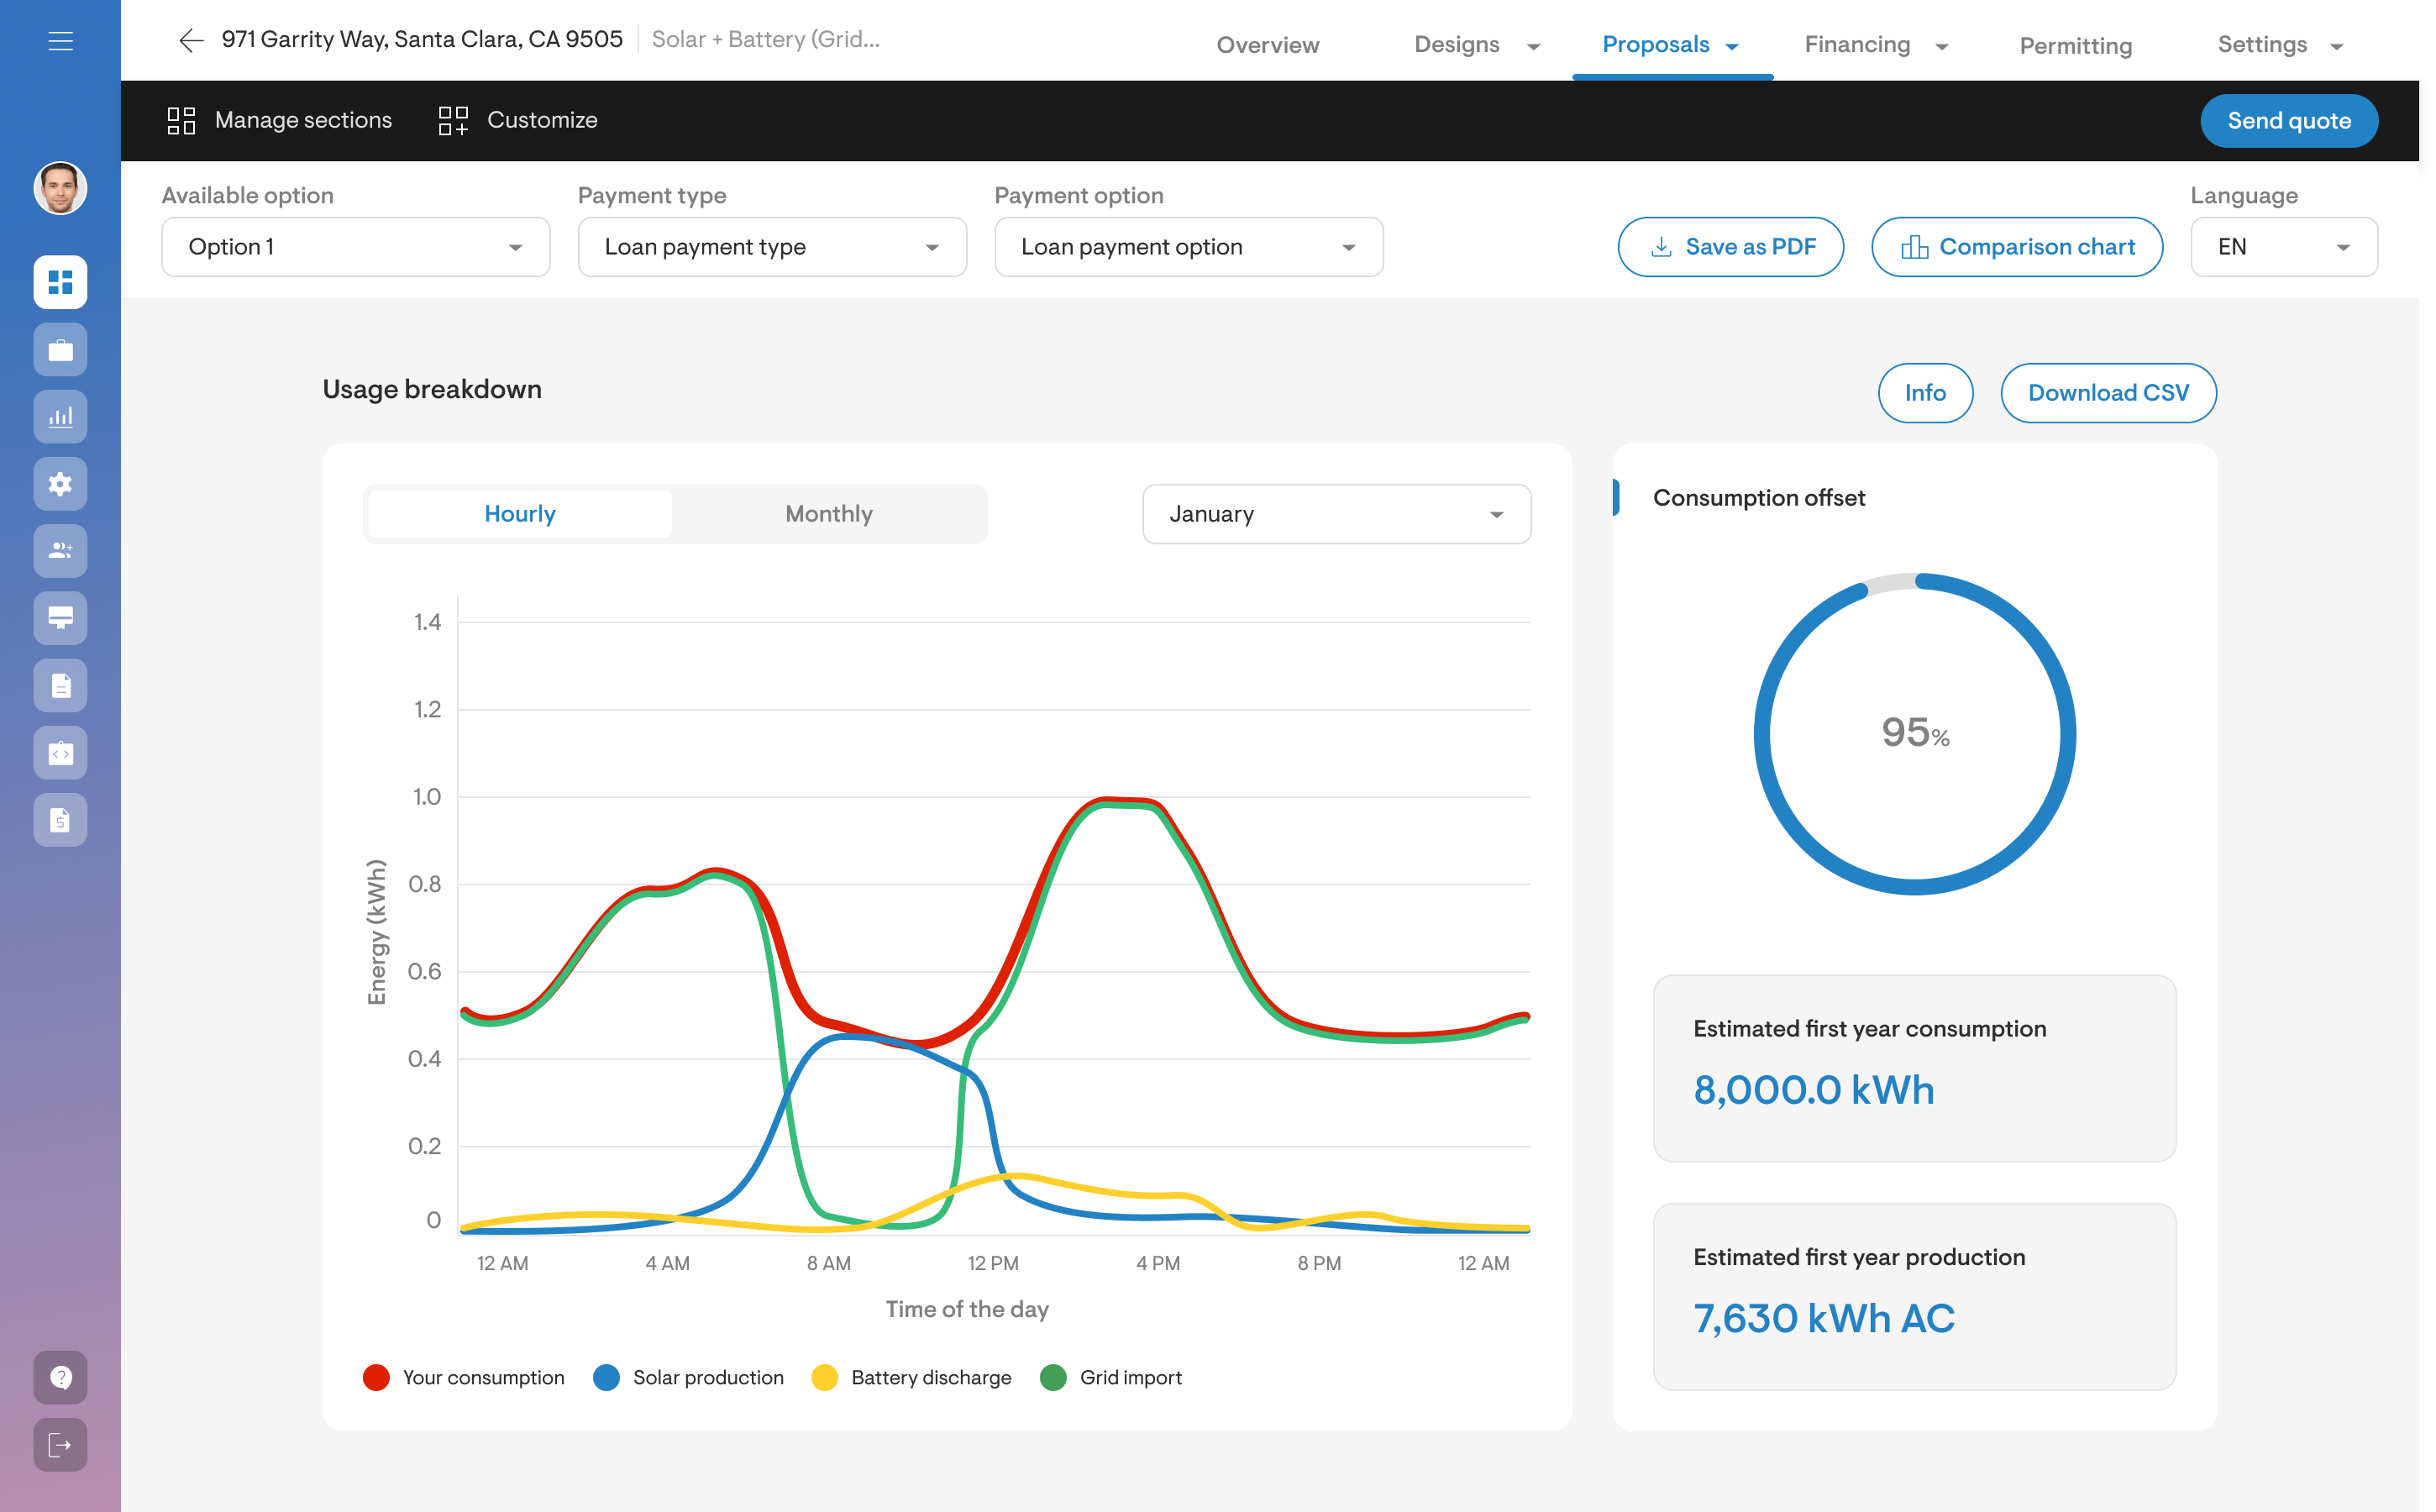 971 Garrity Way, Santa Clara, CA 9505
Solar + Battery (Grid...
Overview
Designs
Proposals
Financing
Permitting
Settings
Manage sections
Customize
Send quote
Available option
Payment type
Payment option
Language
Option 1
Loan payment type
Loan payment option
Save as PDF
Comparison chart
EN
Usage breakdown
Info
Download CSV
Hourly
Monthly
January
Consumption offset
1.4
1.2
1.0
0.8
0.6
0.4
0.2
0
Energy (kWh)
12 AM
4 AM
8 AM
12 PM
4 PM
8 PM
12 AM
Time of the day
Your consumption
Solar production
Battery discharge
Grid import
95%
Estimated first year consumption
8,000.0 kWh
Estimated first year production
7,630 kWh AC